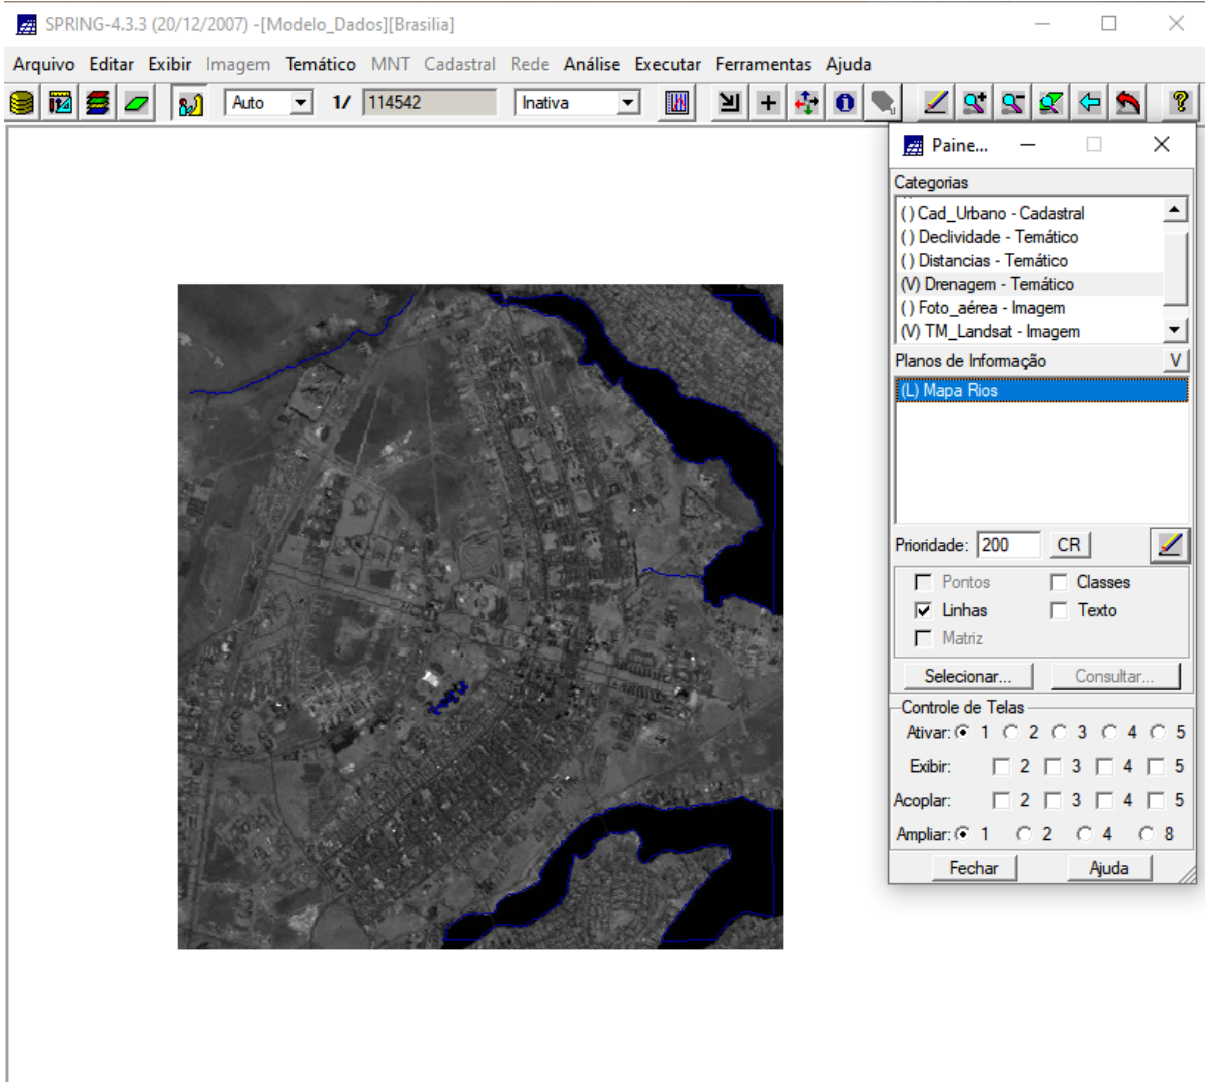 SPRING-4.3.3 (20/12/2007) -[Modelo_Dados][Brasilia]
Arquivo Editar Exibir Imagem Temático MNT Cadastral Rede Análise Executar Ferramentas Ajuda
Auto 1/ 114542 Inativa
Paine...
Categorias
( ) Cad_Urbano - Cadastral
( ) Declividade - Temático
( ) Distancias - Temático
(V) Drenagem - Temático
( ) Foto_aérea - Imagem
(V) TM_Landsat - Imagem
Planos de Informação V
(L) Mapa Rios
Prioridade: 200 CR
Pontos Classes
Linhas Texto
Matriz
Selecionar... Consultar...
Controle de Telas
Ativar: 1 2 3 4 5
Exibir: 2 3 4 5
Acoplar: 2 3 4 5
Ampliar: 1 2 4 8
Fechar Ajuda